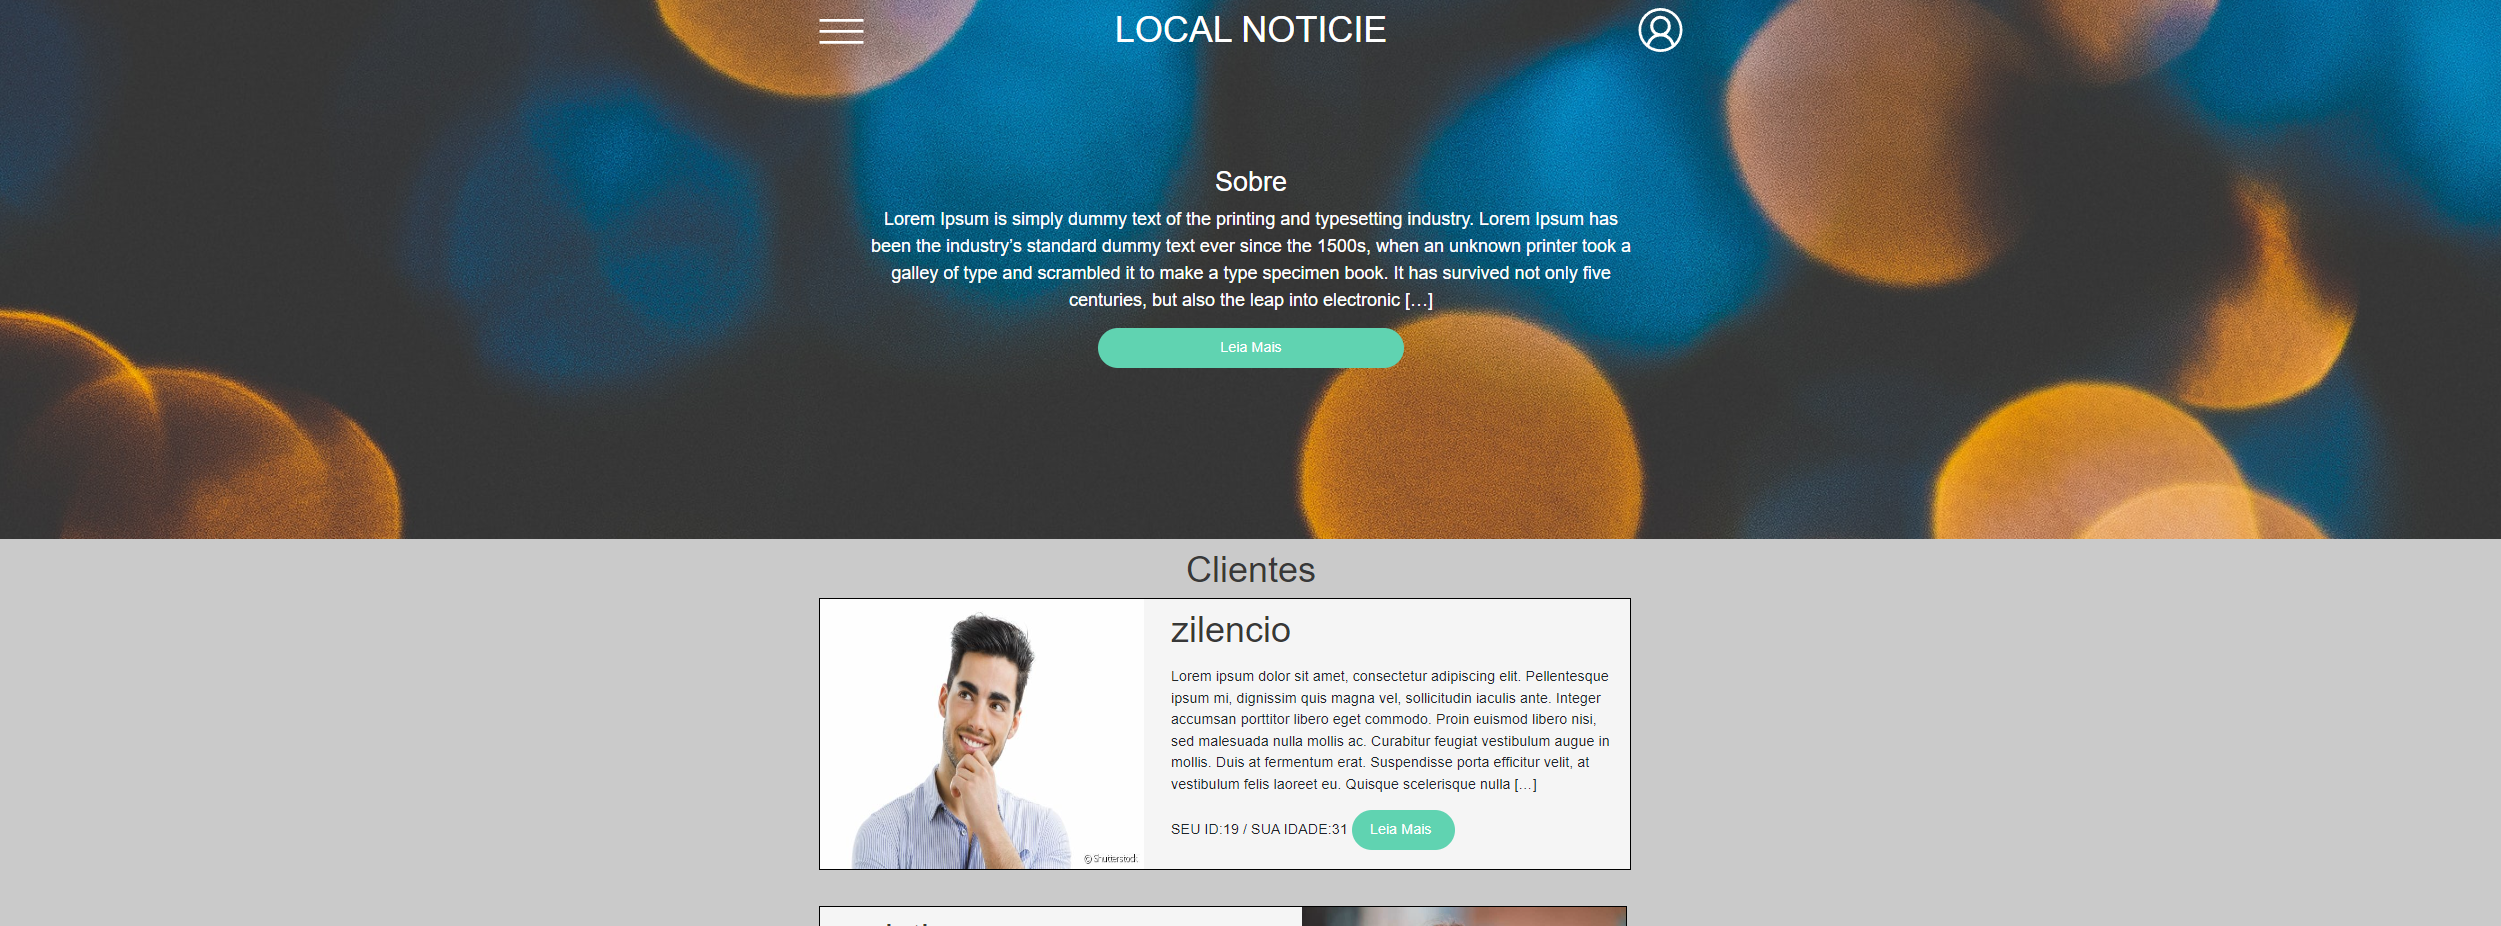 LOCAL NOTICIE
Sobre
Lorem Ipsum is simply dummy text of the printing and typesetting industry. Lorem Ipsum has
been the industry’s standard dummy text ever since the 1500s, when an unknown printer took a
galley of type and scrambled it to make a type specimen book. It has survived not only five
centuries, but also the leap into electronic […]
Leia Mais
Clientes
zilencio
Lorem ipsum dolor sit amet, consectetur adipiscing elit. Pellentesque
ipsum mi, dignissim quis magna vel, sollicitudin iaculis ante. Integer
accumsan porttitor libero eget commodo. Proin euismod libero nisi,
sed malesuada nulla mollis ac. Curabitur feugiat vestibulum augue in
mollis. Duis at fermentum erat. Suspendisse porta efficitur velit, at
vestibulum felis laoreet eu. Quisque scelerisque nulla […]
SEU ID:19 / SUA IDADE:31 Leia Mais
© Shutterstock